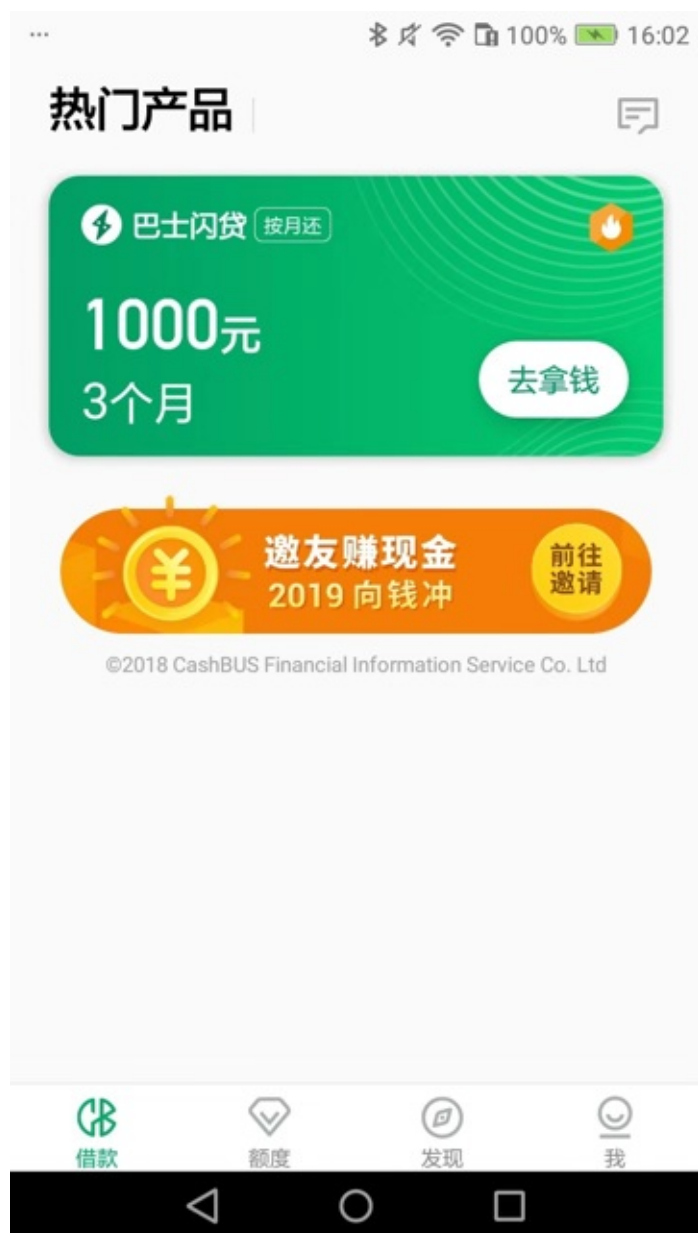 ... 100% 16:02
热门产品
巴士闪贷 按月还
1000元
3个月
去拿钱
邀友赚现金
2019 向钱冲
前往
邀请
©2018 CashBUS Financial Information Service Co. Ltd
借款 额度 发现 我